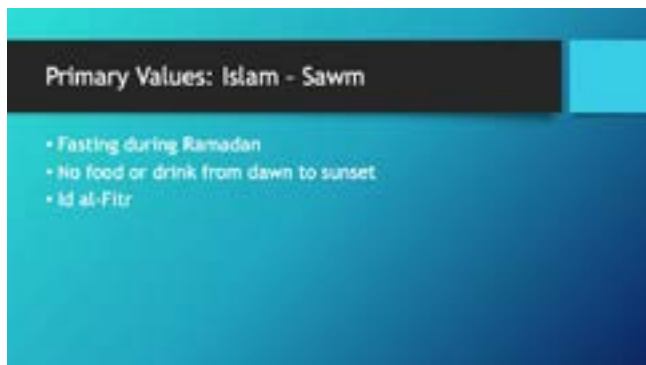 Primary Values: Islam - Sawm
• Fasting during Ramadan
• No food or drink from dawn to sunset
• Id al-Fitr